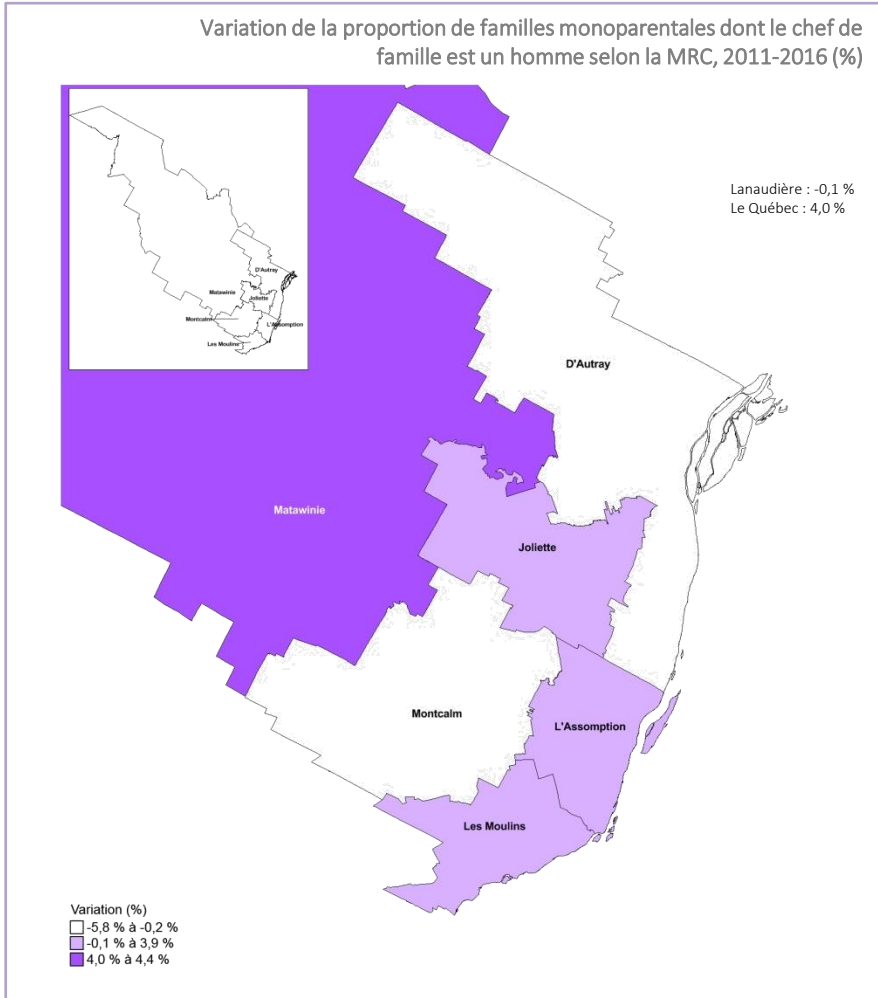 Variation de la proportion de familles monoparentales dont le chef de
famille est un homme selon la MRC, 2011-2016 (%)
Lanaudière : -0,1 %
Le Québec : 4,0 %
D'Autray
Matawinie
Joliette
Montcalm
L'Assomption
Les Moulins
D'Autray
Matawinie
Joliette
Montcalm
L'Assomption
Les Moulins
Variation (%)
-5,8 % à -0,2 %
-0,1 % à 3,9 %
4,0 % à 4,4 %